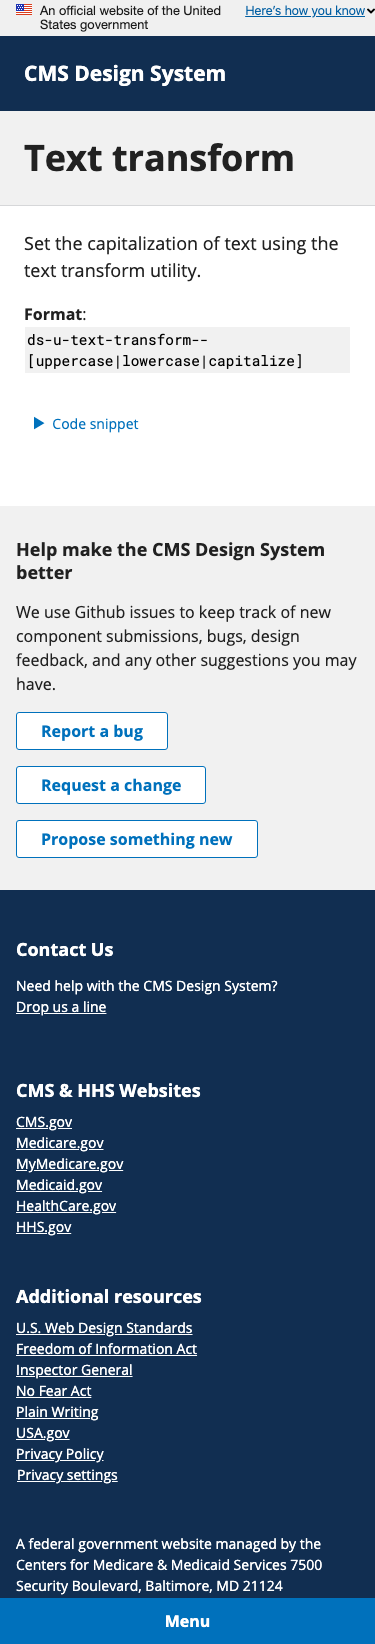 An official website of the United
States government
Here's how you know
CMS Design System
Text transform
Set the capitalization of text using the
text transform utility.
Format:
ds-u-text-transform--
[uppercase|lowercase|capitalize]
Code snippet
Help make the CMS Design System
better
We use Github issues to keep track of new
component submissions, bugs, design
feedback, and any other suggestions you may
have.
Report a bug
Request a change
Propose something new
Contact Us
Need help with the CMS Design System?
Drop us a line
CMS & HHS Websites
CMS.gov
Medicare.gov
MyMedicare.gov
Medicaid.gov
HealthCare.gov
HHS.gov
Additional resources
U.S. Web Design Standards
Freedom of Information Act
Inspector General
No Fear Act
Plain Writing
USA.gov
Privacy Policy
Privacy settings
A federal government website managed by the
Centers for Medicare & Medicaid Services 7500
Security Boulevard, Baltimore, MD 21124
Menu